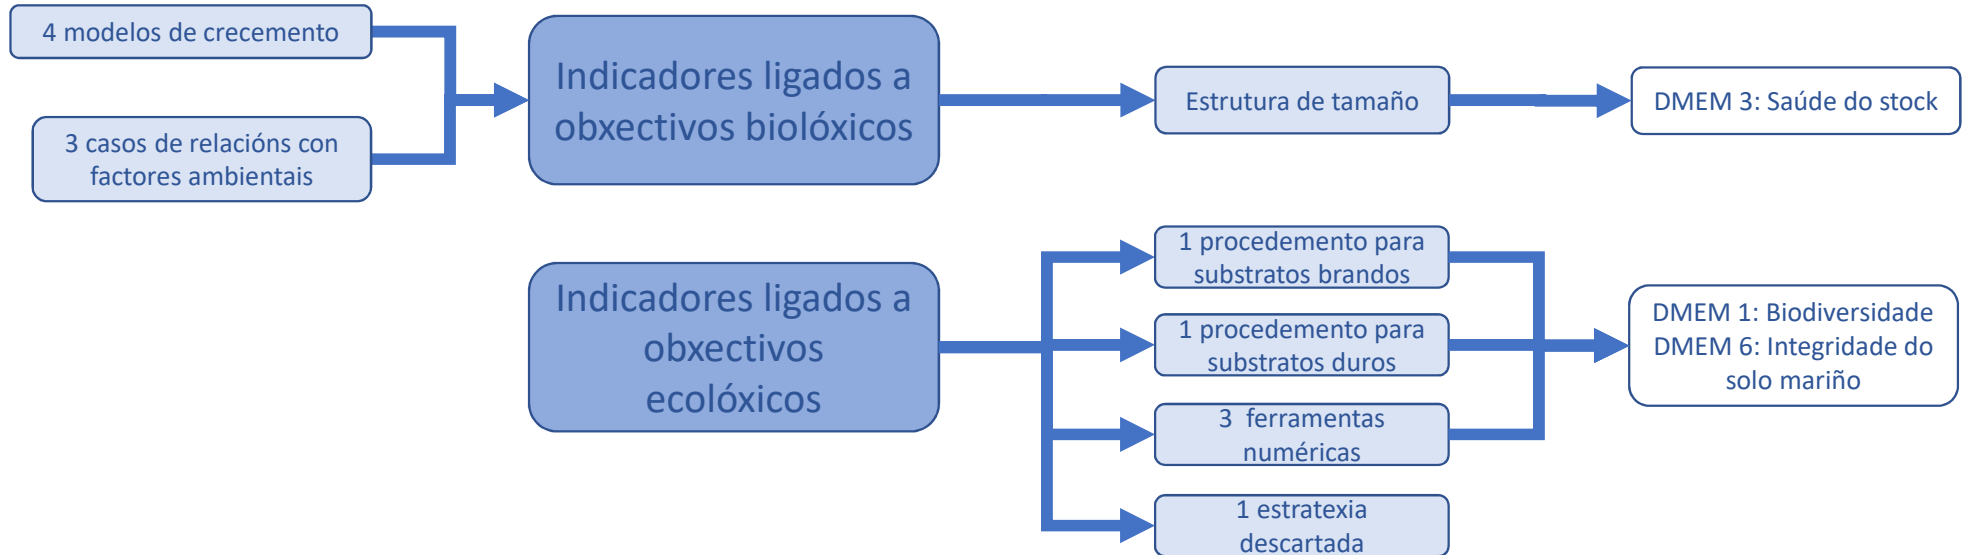 4 modelos de crecemento
3 casos de relacións con
factores ambientais
Indicadores ligados a
obxectivos biolóxicos
Estrutura de tamaño
DMEM 3: Saúde do stock
Indicadores ligados a
obxectivos
ecolóxicos
1 procedemento para
substratos brandos
1 procedemento para
substratos duros
3 ferramentas
numéricas
1 estratexia
descartada
DMEM 1: Biodiversidade
DMEM 6: Integridade do
solo mariño